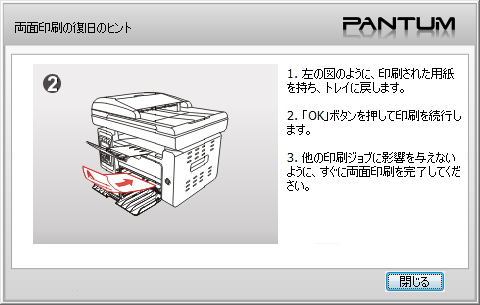 両面印刷の復旧のヒント
PANTUM
2
1. 左の図のように、印刷された用紙
を持ち、トレイに戻します。
2. 「OK」ボタンを押して印刷を続行し
ます。
3. 他の印刷ジョブに影響を与えない
ように、すぐに両面印刷を完了してくだ
さい。
閉じる